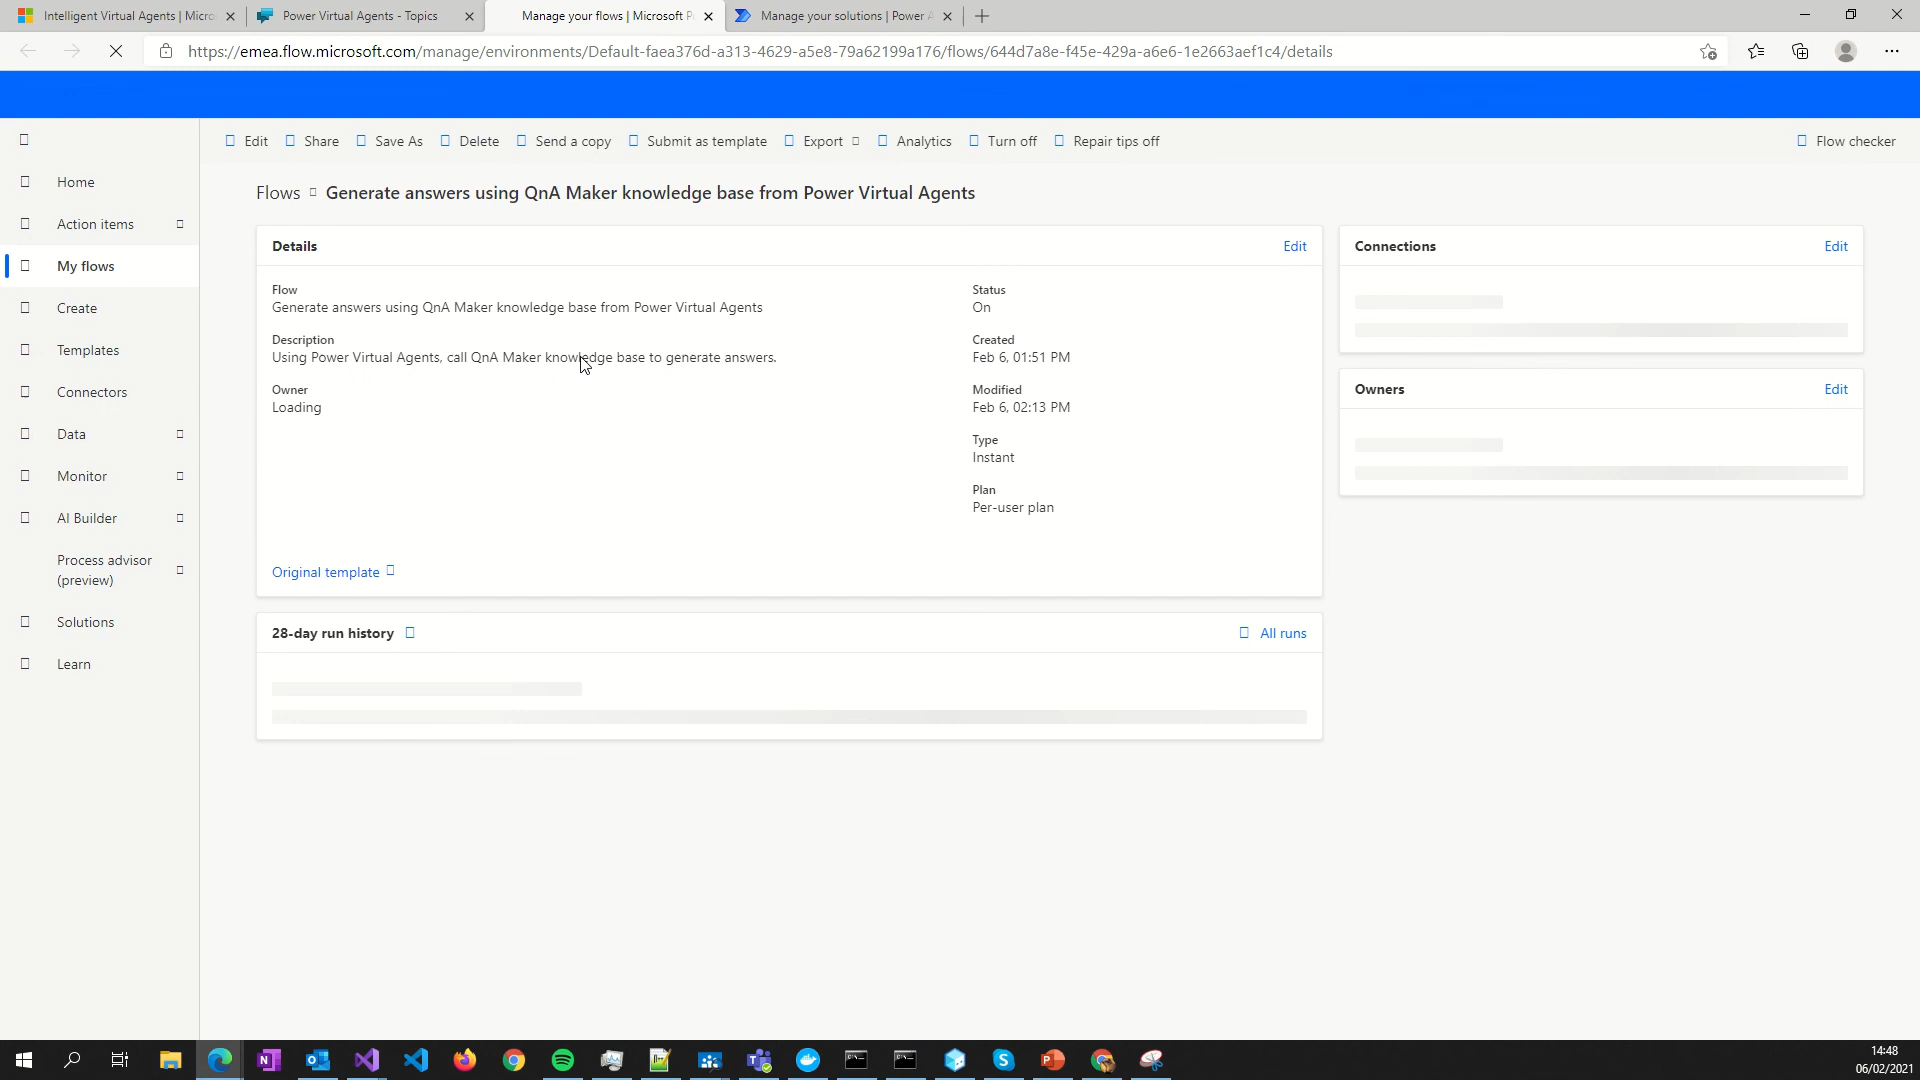 Intelligent Virtual Agents | Micro
Power Virtual Agents - Topics
Manage your flows | Microsoft P
Manage your solutions | Power A
https://emea.flow.microsoft.com/manage/environments/Default-faea376d-a313-4629-a5e8-79a62199a176/flows/644d7a8e-f45e-429a-a6e6-1e2663aef1c4/details
Edit
Share
Save As
Delete
Send a copy
Submit as template
Export
Analytics
Turn off
Repair tips off
Flow checker
Home
Action items
My flows
Create
Templates
Connectors
Data
Monitor
AI Builder
Process advisor
(preview)
Solutions
Learn
Flows
Generate answers using QnA Maker knowledge base from Power Virtual Agents
Details
Edit
Flow
Generate answers using QnA Maker knowledge base from Power Virtual Agents
Description
Using Power Virtual Agents, call QnA Maker knowledge base to generate answers.
Owner
Loading
Status
On
Created
Feb 6, 01:51 PM
Modified
Feb 6, 02:13 PM
Type
Instant
Plan
Per-user plan
Original template
28-day run history
All runs
Connections
Edit
Owners
Edit
14:48
06/02/2021